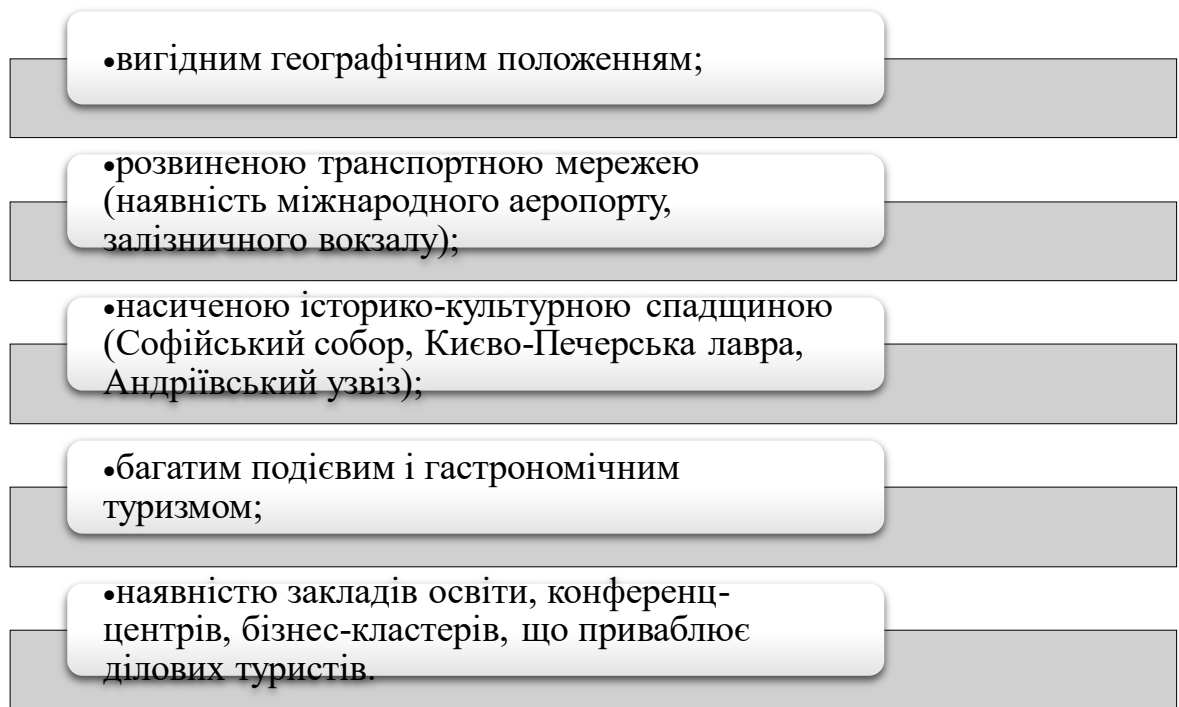 •вигідним географічним положенням;
•розвиненою транспортною мережею
(наявність міжнародного аеропорту,
залізничного вокзалу);
•насиченою історико-культурною спадщиною
(Софійський собор, Києво-Печерська лавра,
Андріївський узвіз);
•багатим подієвим і гастрономічним
туризмом;
•наявністю закладів освіти, конференц-
центрів, бізнес-кластерів, що приваблює
ділових туристів.